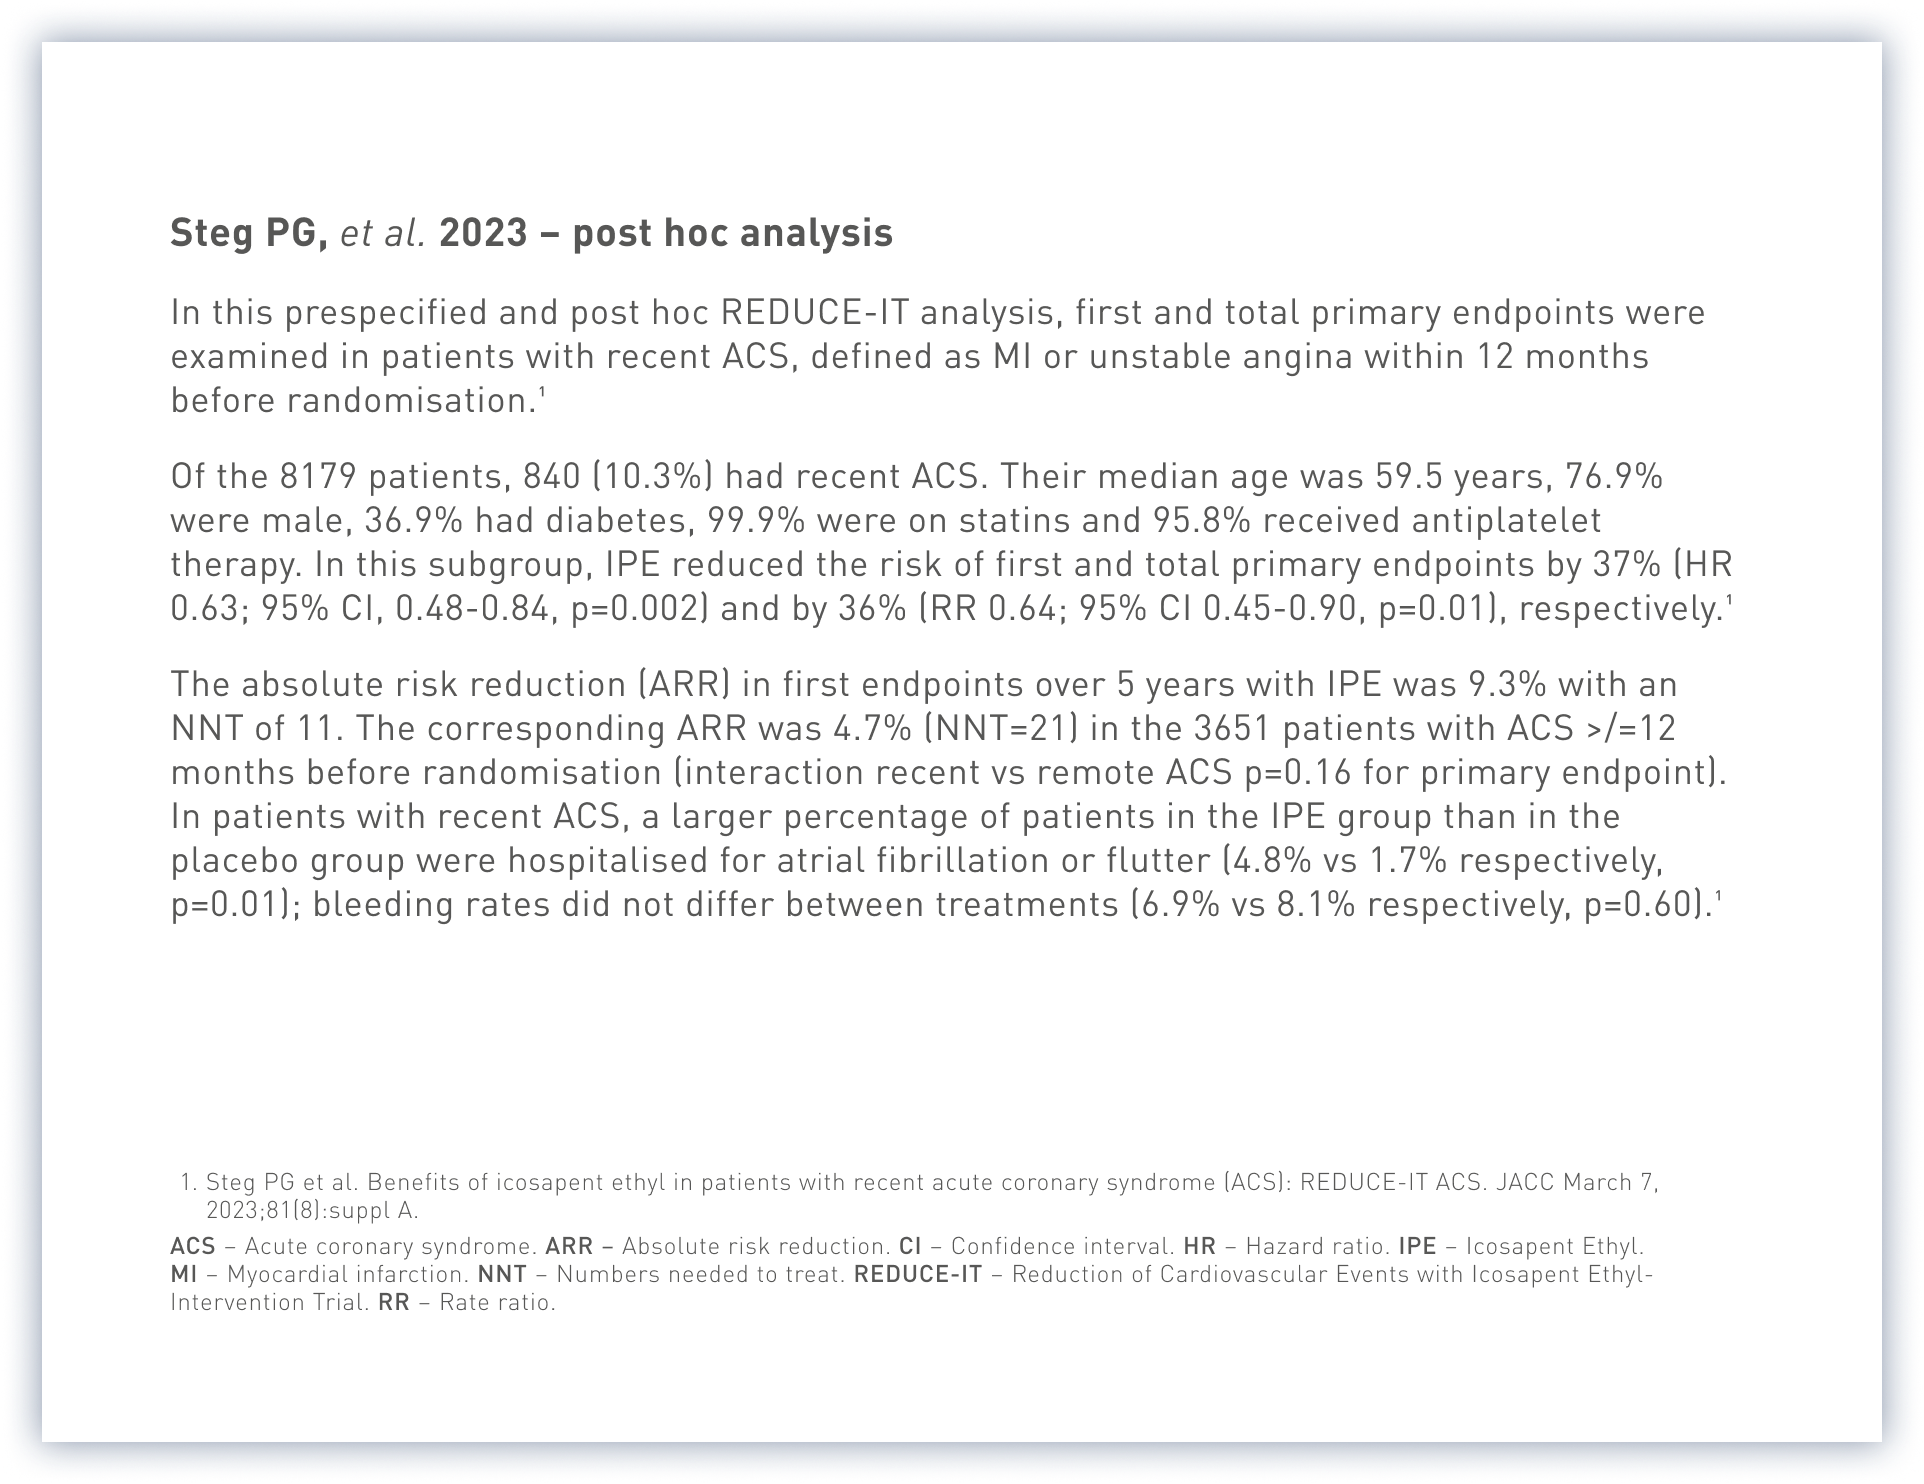 Steg PG, et al. 2023 – post hoc analysis
In this prespecified and post hoc REDUCE-IT analysis, first and total primary endpoints were
examined in patients with recent ACS, defined as MI or unstable angina within 12 months
before randomisation.¹
Of the 8179 patients, 840 (10.3%) had recent ACS. Their median age was 59.5 years, 76.9%
were male, 36.9% had diabetes, 99.9% were on statins and 95.8% received antiplatelet
therapy. In this subgroup, IPE reduced the risk of first and total primary endpoints by 37% (HR
0.63; 95% CI, 0.48-0.84, p=0.002) and by 36% (RR 0.64; 95% CI 0.45-0.90, p=0.01), respectively.¹
The absolute risk reduction (ARR) in first endpoints over 5 years with IPE was 9.3% with an
NNT of 11. The corresponding ARR was 4.7% (NNT=21) in the 3651 patients with ACS >/=12
months before randomisation (interaction recent vs remote ACS p=0.16 for primary endpoint).
In patients with recent ACS, a larger percentage of patients in the IPE group than in the
placebo group were hospitalised for atrial fibrillation or flutter (4.8% vs 1.7% respectively,
p=0.01); bleeding rates did not differ between treatments (6.9% vs 8.1% respectively, p=0.60).¹
1. Steg PG et al. Benefits of icosapent ethyl in patients with recent acute coronary syndrome (ACS): REDUCE-IT ACS. JACC March 7,
2023;81(8):suppl A.
ACS – Acute coronary syndrome. ARR – Absolute risk reduction. CI – Confidence interval. HR – Hazard ratio. IPE – Icosapent Ethyl.
MI – Myocardial infarction. NNT – Numbers needed to treat. REDUCE-IT – Reduction of Cardiovascular Events with Icosapent Ethyl-
Intervention Trial. RR – Rate ratio.